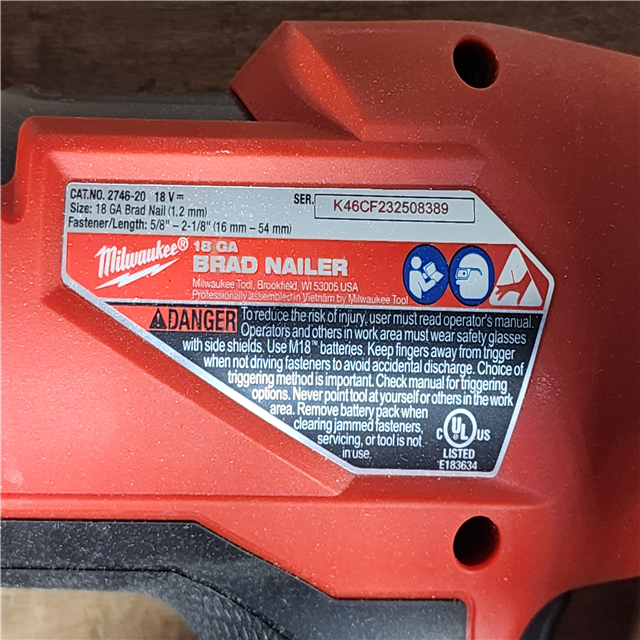 CAT.NO. 2746-20 18 V⎓ SER. K46CF232508389
Size: 18 GA Brad Nail (1.2 mm)
Fastener/Length: 5/8" – 2-1/8" (16 mm – 54 mm)
Milwaukee® 18 GA
BRAD NAILER
Milwaukee Tool, Brookfield, WI 53005 USA
Professionally assembled in Vietnam by Milwaukee Tool
DANGER To reduce the risk of injury, user must read operator's manual.
Operators and others in work area must wear safety glasses
with side shields. Use M18™ batteries. Keep fingers away from trigger
when not driving fasteners to avoid accidental discharge. Choice of
triggering method is important. Check manual for triggering
options. Never point tool at yourself or others in the work
area. Remove battery pack when
clearing jammed fasteners,
servicing, or tool is not
in use.
C UL US
LISTED
E183634